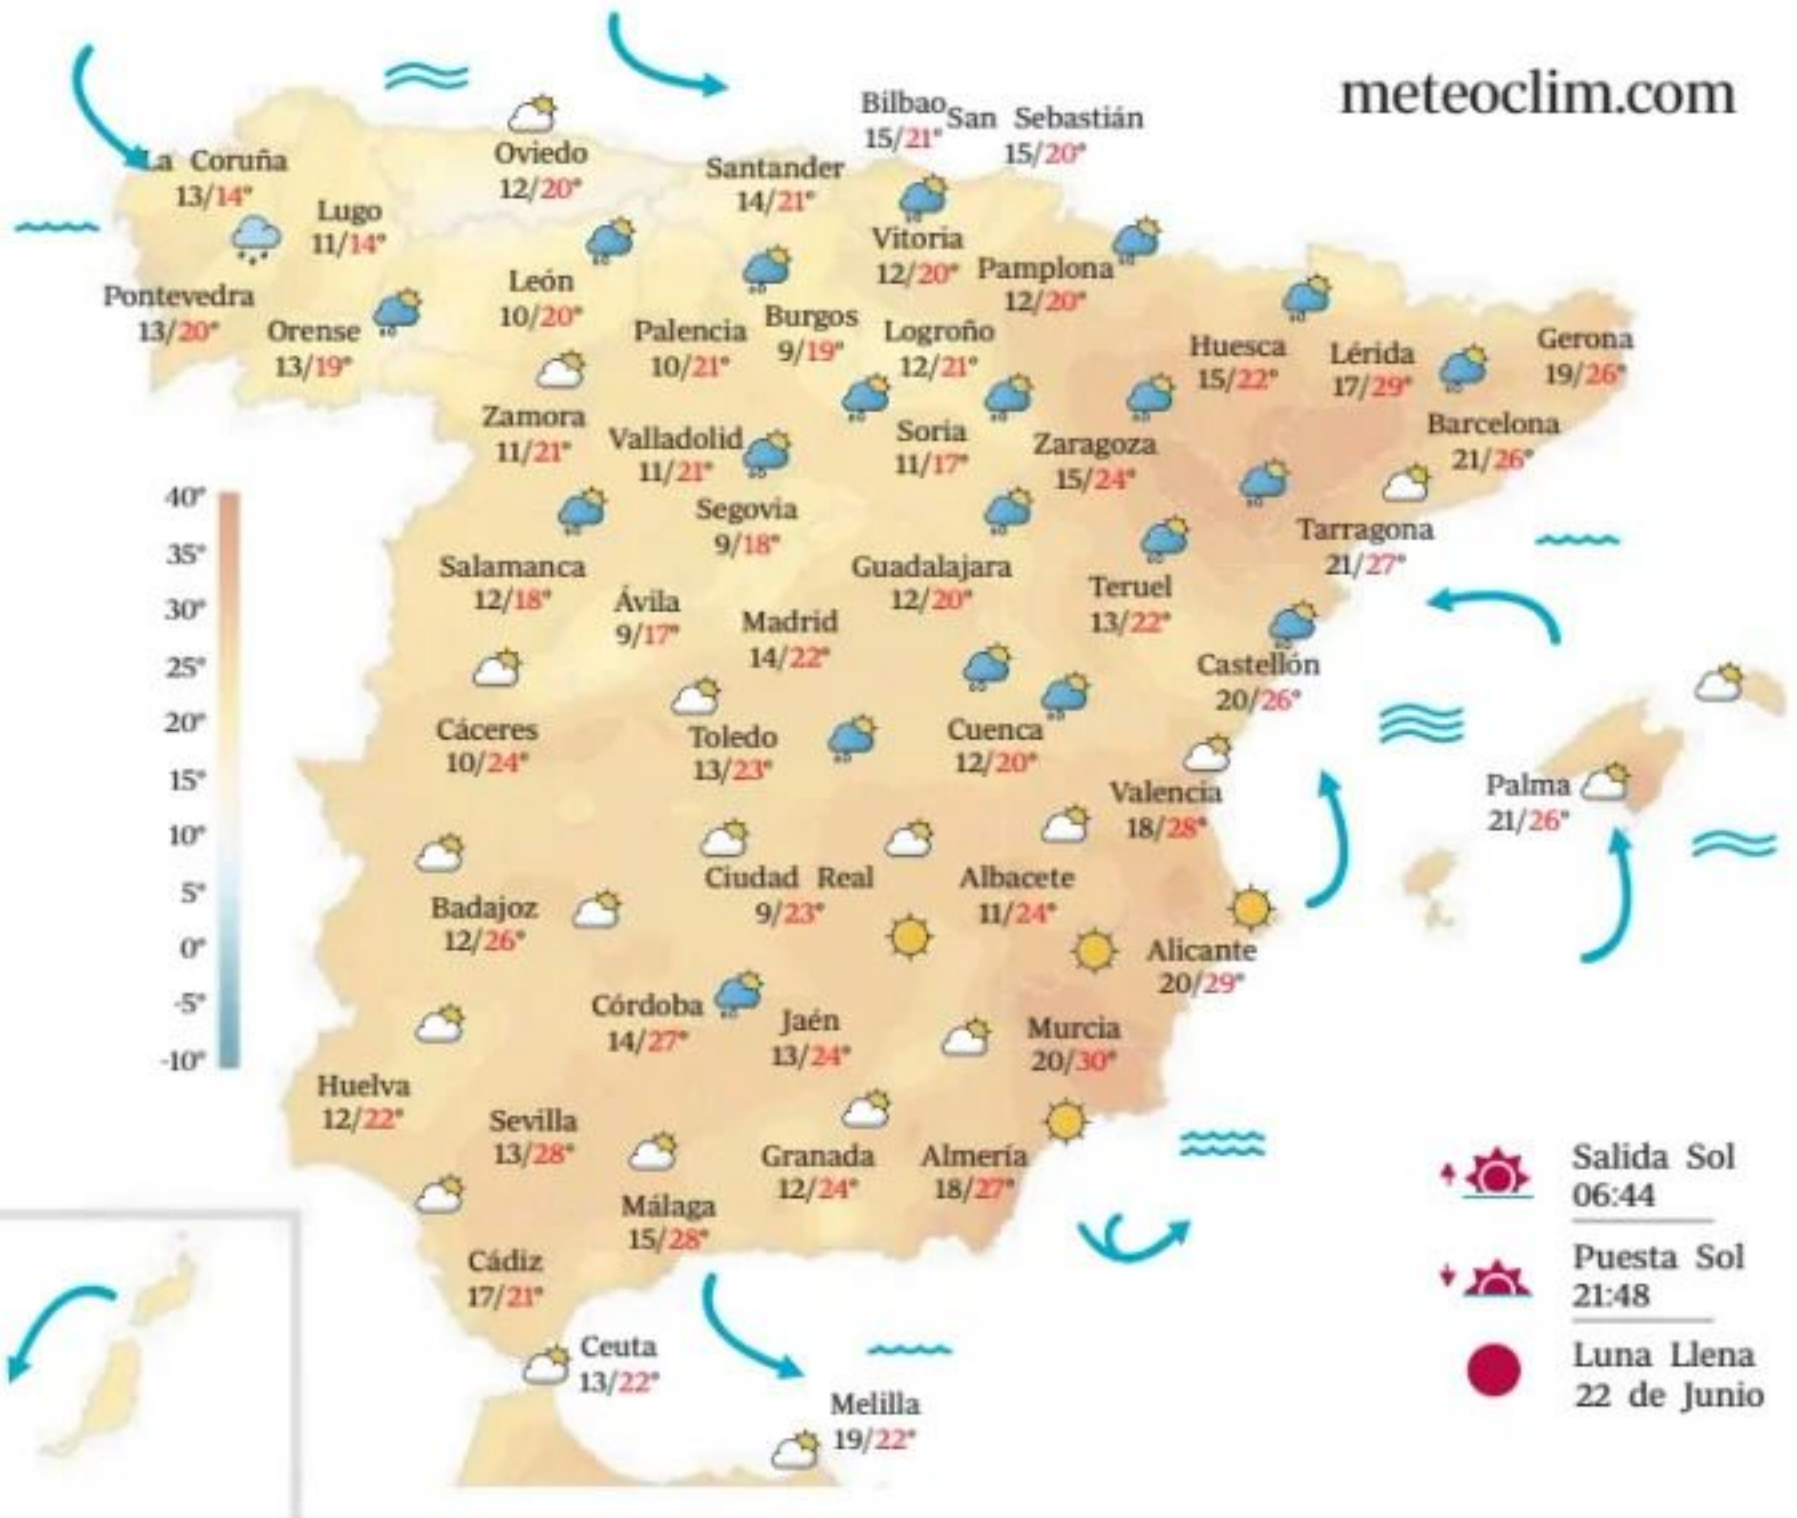 meteoclim.com
Bilbao
15/21°
San Sebastián
15/20°
La Coruña
13/14°
Oviedo
12/20°
Santander
14/21°
Lugo
11/14°
Vitoria
12/20°
Pamplona
12/20°
Pontevedra
13/20°
Orense
13/19°
León
10/20°
Palencia
10/21°
Burgos
9/19°
Logroño
12/21°
Huesca
15/22°
Lérida
17/29°
Gerona
19/26°
Zamora
11/21°
Valladolid
11/21°
Soria
11/17°
Zaragoza
15/24°
Barcelona
21/26°
Segovia
9/18°
Tarragona
21/27°
Salamanca
12/18°
Ávila
9/17°
Madrid
14/22°
Guadalajara
12/20°
Teruel
13/22°
Castellón
20/26°
Cáceres
10/24°
Toledo
13/23°
Cuenca
12/20°
Valencia
18/28°
Palma
21/26°
Badajoz
12/26°
Ciudad Real
9/23°
Albacete
11/24°
Alicante
20/29°
Córdoba
14/27°
Jaén
13/24°
Murcia
20/30°
Huelva
12/22°
Sevilla
13/28°
Málaga
15/28°
Granada
12/24°
Almería
18/27°
Cádiz
17/21°
Ceuta
13/22°
Melilla
19/22°
40°
35°
30°
25°
20°
15°
10°
5°
0°
-5°
-10°
Salida Sol
06:44
Puesta Sol
21:48
Luna Llena
22 de Junio